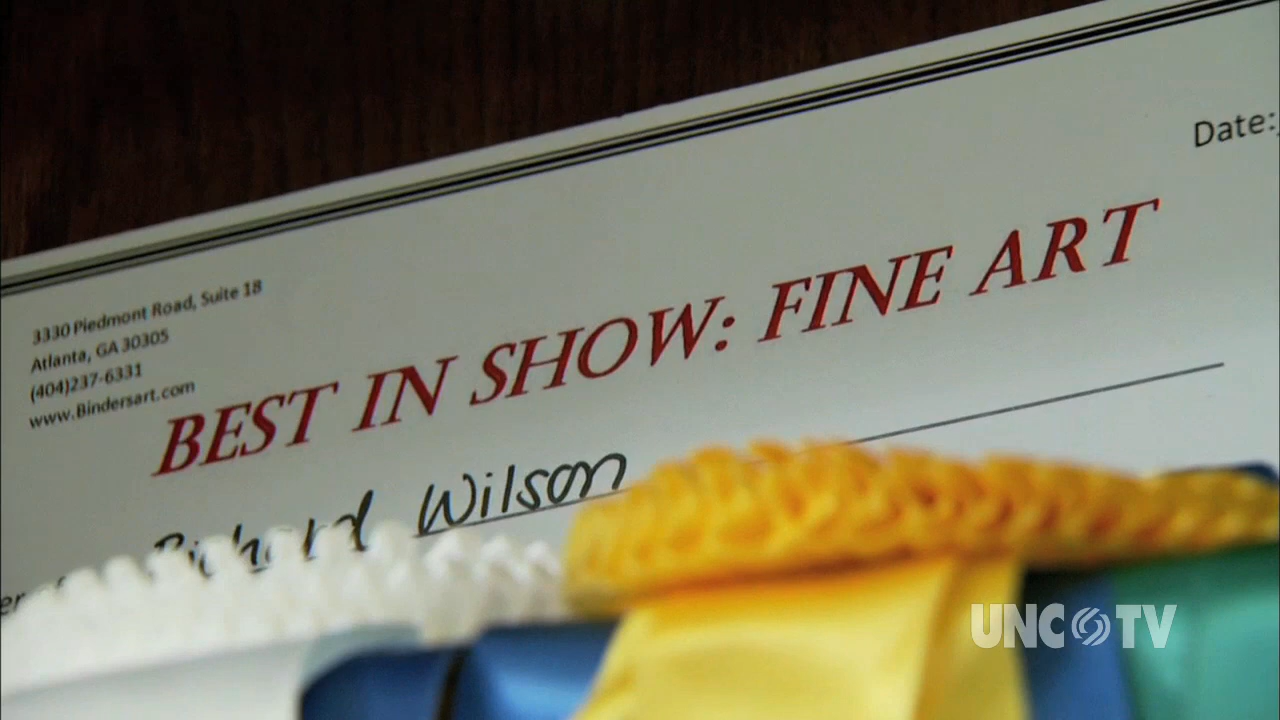 Date:
3330 Piedmont Road, Suite 18
Atlanta, GA 30305
(404)237-6331
www.Bindersart.com
BEST IN SHOW: FINE ART
Richard Wilson
UNC TV